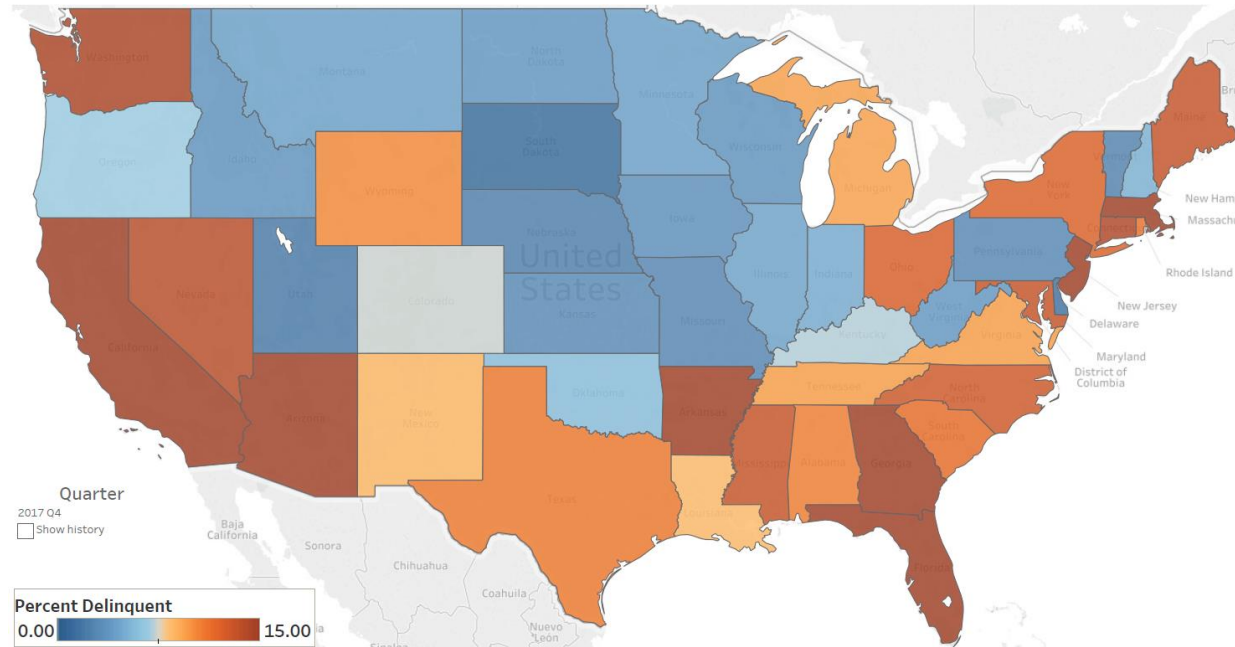 Washington
Montana
North
Dakota
Minnesota
Oregon
Idaho
South
Dakota
Wisconsin
Wyoming
Michigan
Maine
New
York
Vermont
New Ham
Massach
Connectic
Rhode Island
Nebraska
Iowa
Illinois
Indiana
Ohio
Pennsylvania
New Jersey
Delaware
Maryland
District of
Columbia
Nevada
Utah
Colorado
United
States
Kansas
Missouri
West
Virginia
Virginia
Kentucky
California
Arizona
New
Mexico
Oklahoma
Arkansas
Tennessee
North
Carolina
South
Carolina
Mississippi
Alabama
Georgia
Texas
Louisiana
Florida
Quarter
2017 Q4
Show history
Baja
California
Sonora
Chihuahua
Coahuila
Nuevo
León
Percent Delinquent
0.00 15.00